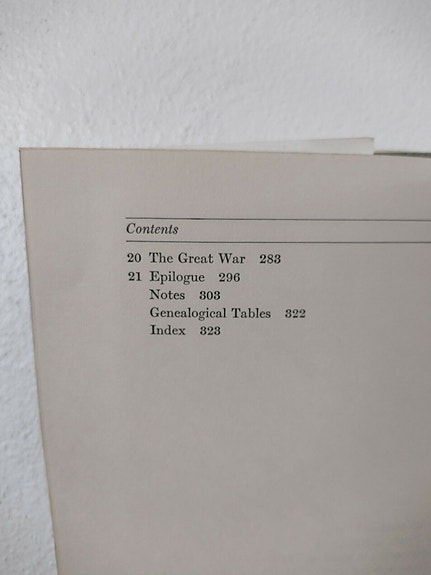 Contents
20 The Great War 283
21 Epilogue 296
Notes 303
Genealogical Tables 322
Index 323